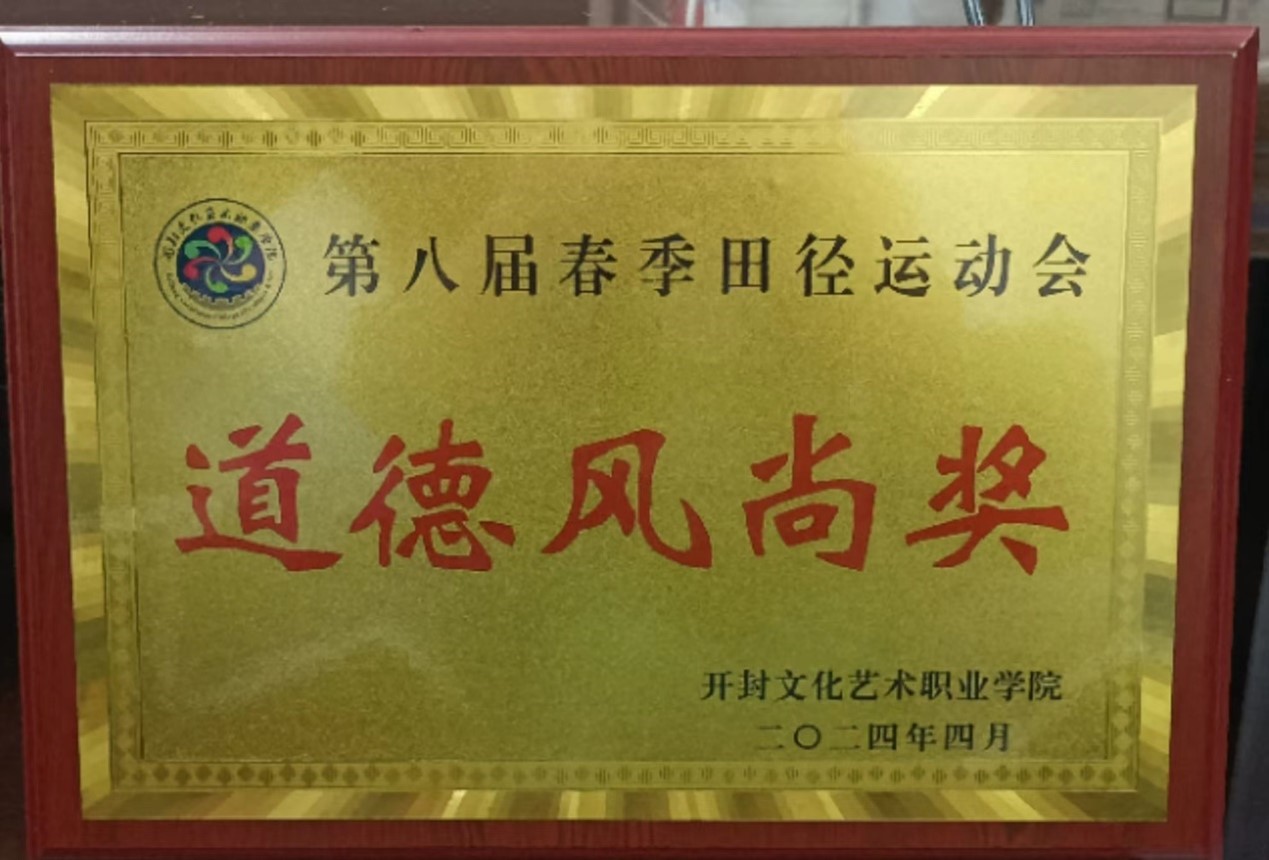 第八届春季田径运动会
道德风尚奖
开封文化艺术职业学院
二〇二四年四月